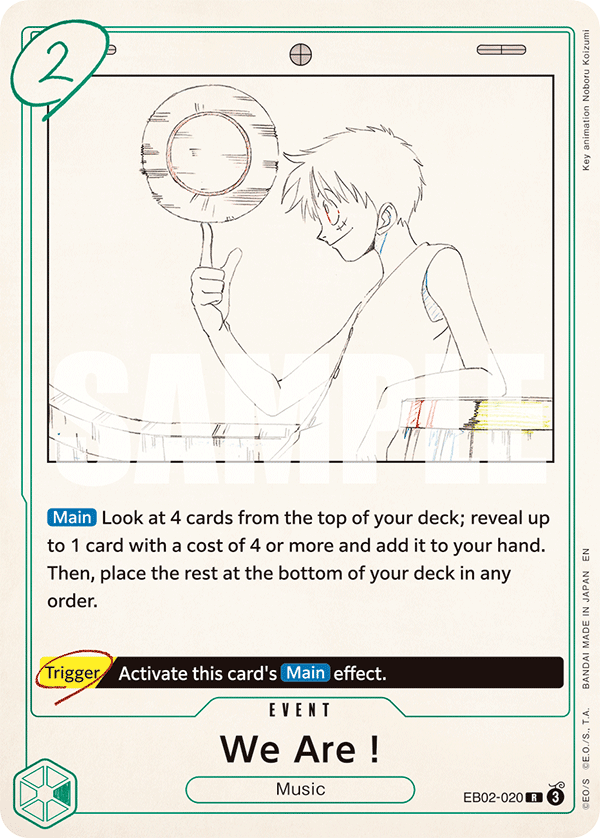 2
Key animation Noboru Koizumi
SAMPLE
Main Look at 4 cards from the top of your deck; reveal up
to 1 card with a cost of 4 or more and add it to your hand.
Then, place the rest at the bottom of your deck in any
order.
Trigger Activate this card's Main effect.
EVENT
We Are !
Music
EB02-020 R 3
©EO/S ©E.O./S., T.A. BANDAI MADE IN JAPAN EN